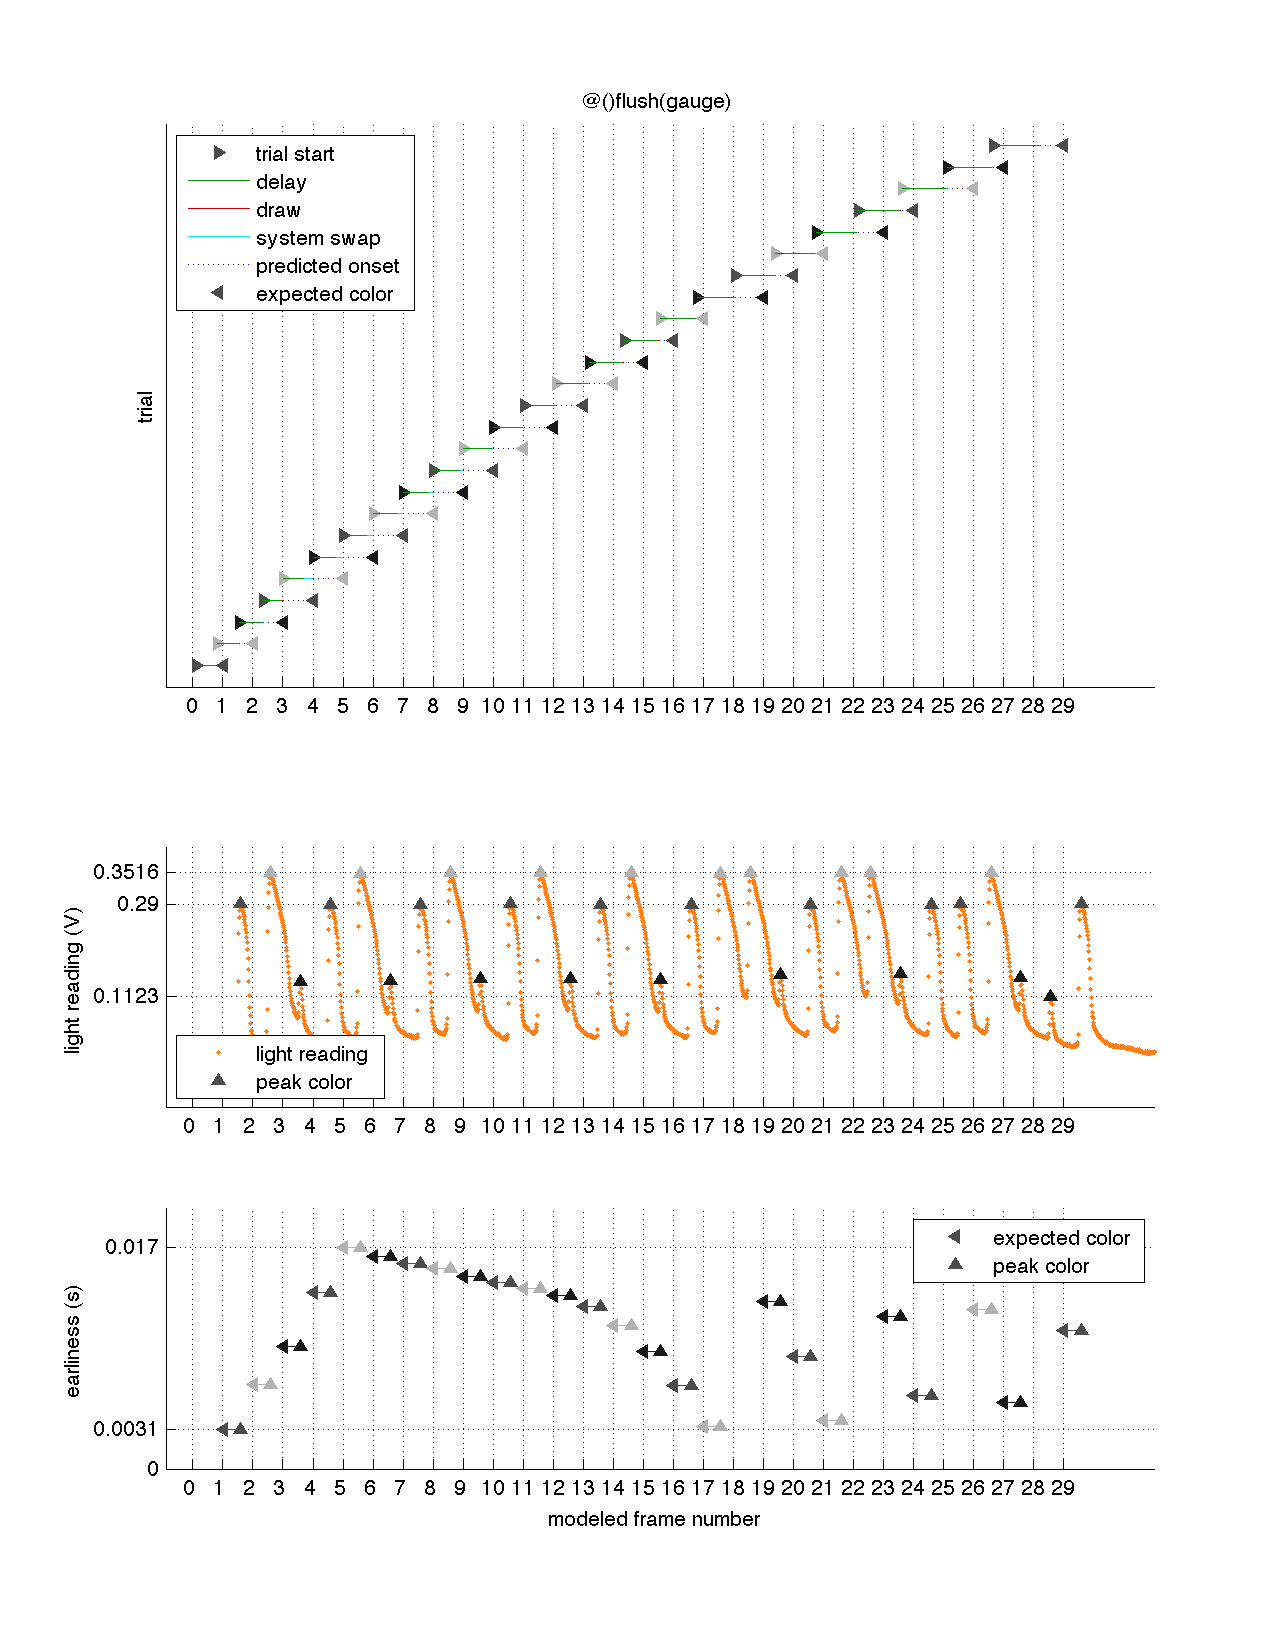 @()flush(gauge)
trial start
delay
draw
system swap
predicted onset
expected color
trial
0 1 2 3 4 5 6 7 8 9 10 11 12 13 14 15 16 17 18 19 20 21 22 23 24 25 26 27 28 29
0.3516
0.29
0.1123
light reading (V)
light reading
peak color
0 1 2 3 4 5 6 7 8 9 10 11 12 13 14 15 16 17 18 19 20 21 22 23 24 25 26 27 28 29
0.017
0.0031
0
earliness (s)
expected color
peak color
0 1 2 3 4 5 6 7 8 9 10 11 12 13 14 15 16 17 18 19 20 21 22 23 24 25 26 27 28 29
modeled frame number